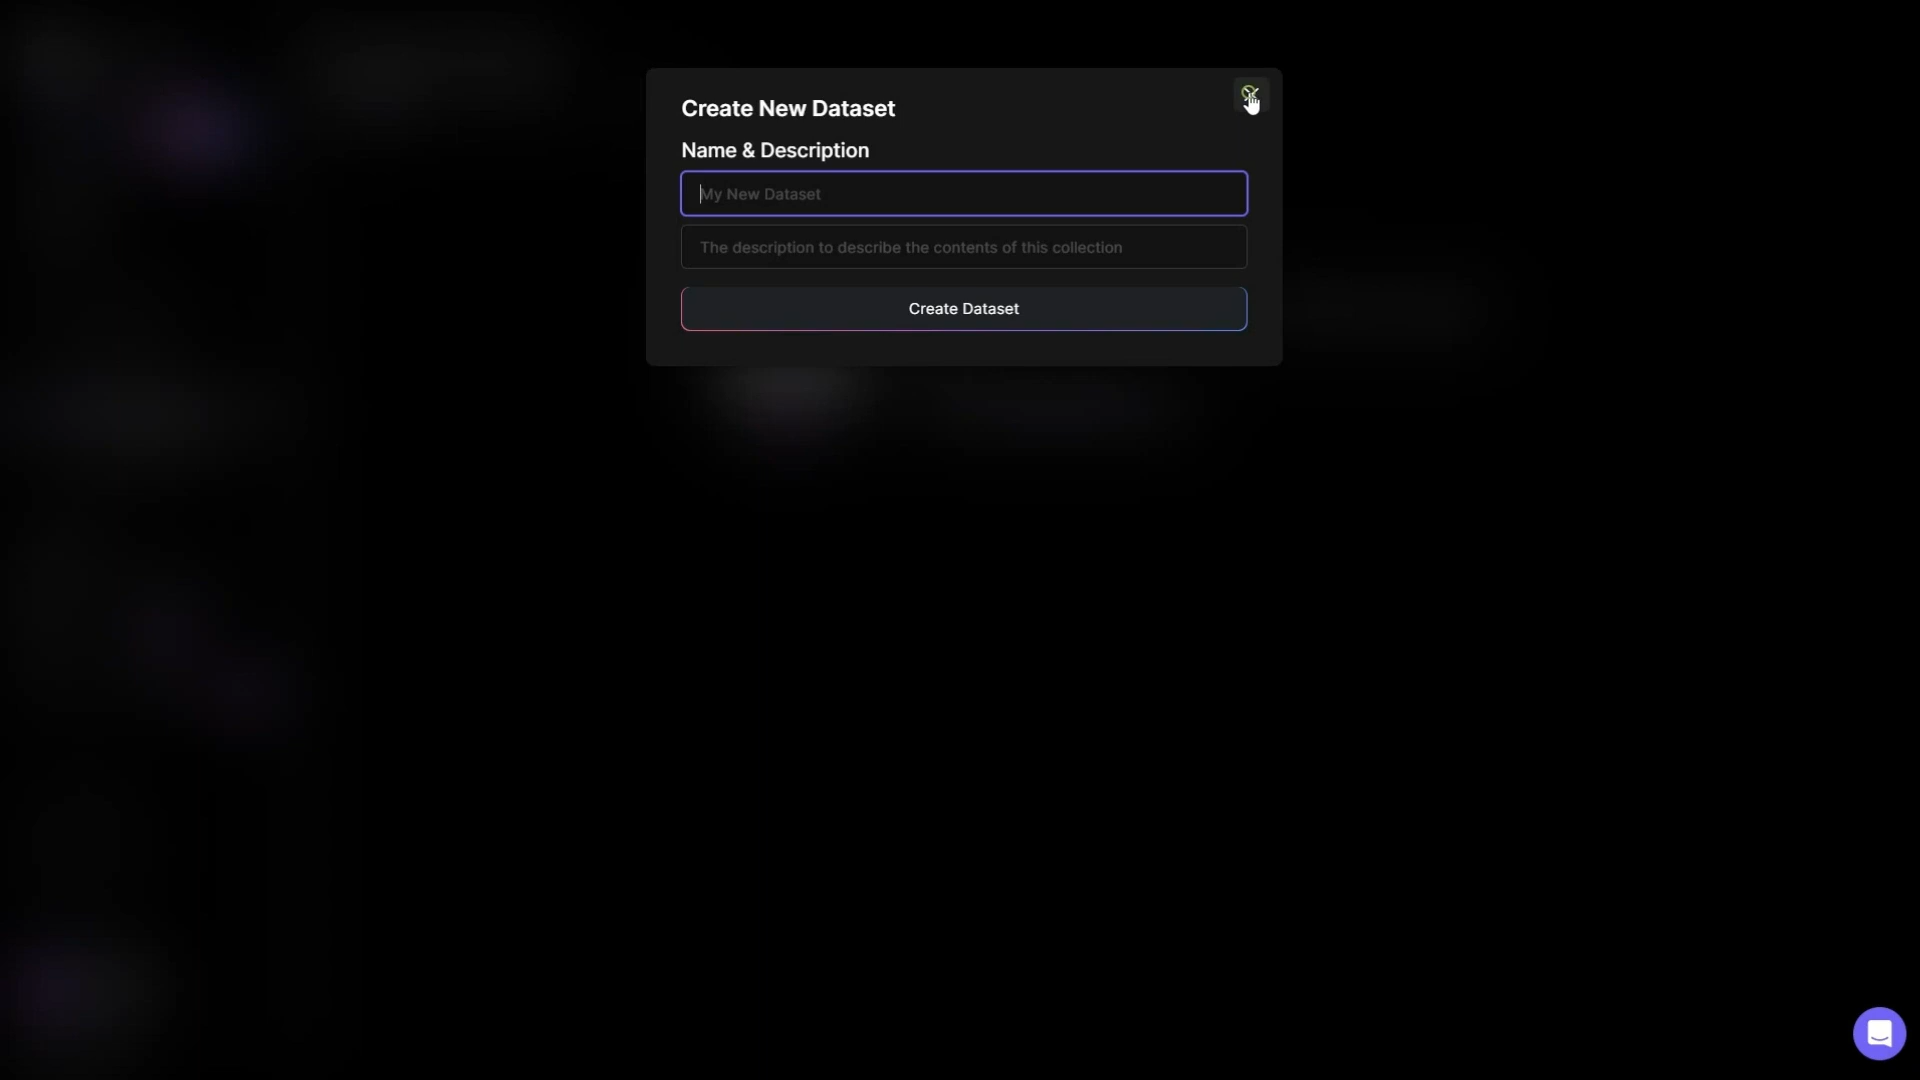 Create New Dataset
Name & Description
My New Dataset
The description to describe the contents of this collection
Create Dataset